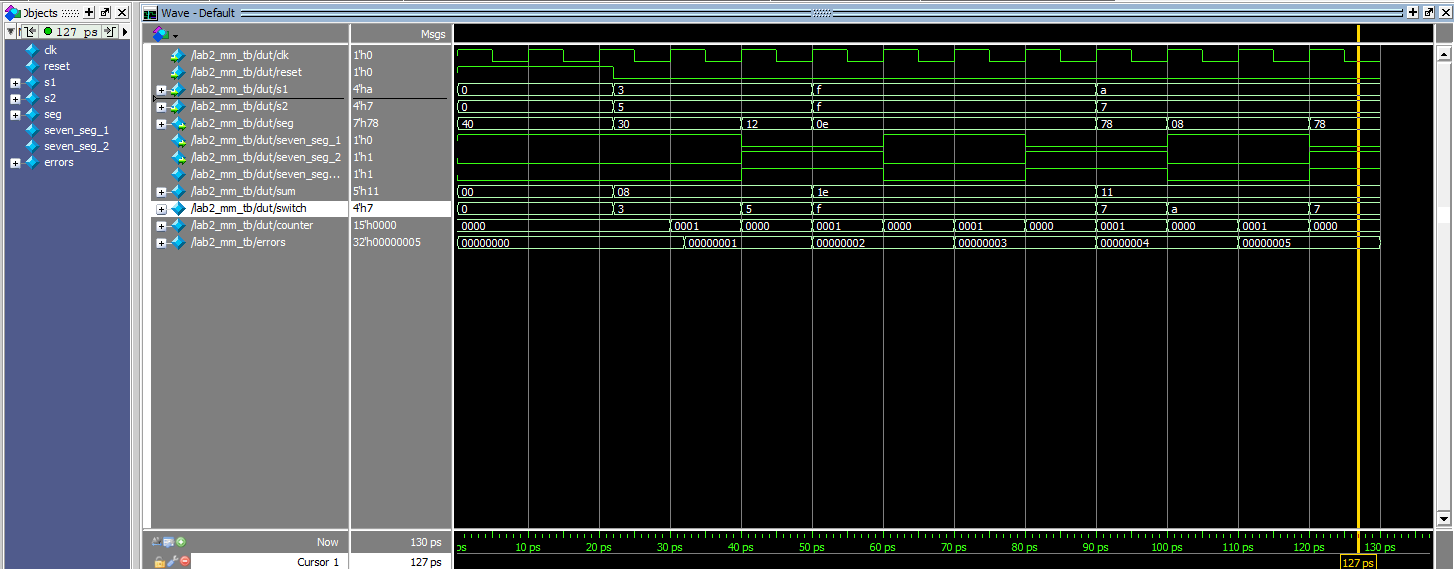 Objects
127 ps
clk
reset
s1
s2
seg
seven_seg_1
seven_seg_2
errors
Wave - Default
Msgs
/lab2_mm_tb/dut/clk 1'h0
/lab2_mm_tb/dut/reset 1'h0
/lab2_mm_tb/dut/s1 4'ha 0 3 f a
/lab2_mm_tb/dut/s2 4'h7 0 5 f 7
/lab2_mm_tb/dut/seg 7'h78 40 30 12 0e 78 08 78
/lab2_mm_tb/dut/seven_seg_1 1'h0
/lab2_mm_tb/dut/seven_seg_2 1'h1
/lab2_mm_tb/dut/seven_seg... 1'h1
/lab2_mm_tb/dut/sum 5'h11 00 08 1e 11
/lab2_mm_tb/dut/switch 4'h7 0 3 5 f 7 a 7
/lab2_mm_tb/dut/counter 15'h0000 0000 0001 0000 0001 0000 0001 0000 0001 0000 0001 0000
/lab2_mm_tb/errors 32'h00000005 00000000 00000001 00000002 00000003 00000004 00000005
Now 130 ps
ps 10 ps 20 ps 30 ps 40 ps 50 ps 60 ps 70 ps 80 ps 90 ps 100 ps 110 ps 120 ps 130 ps
Cursor 1 127 ps
127 ps